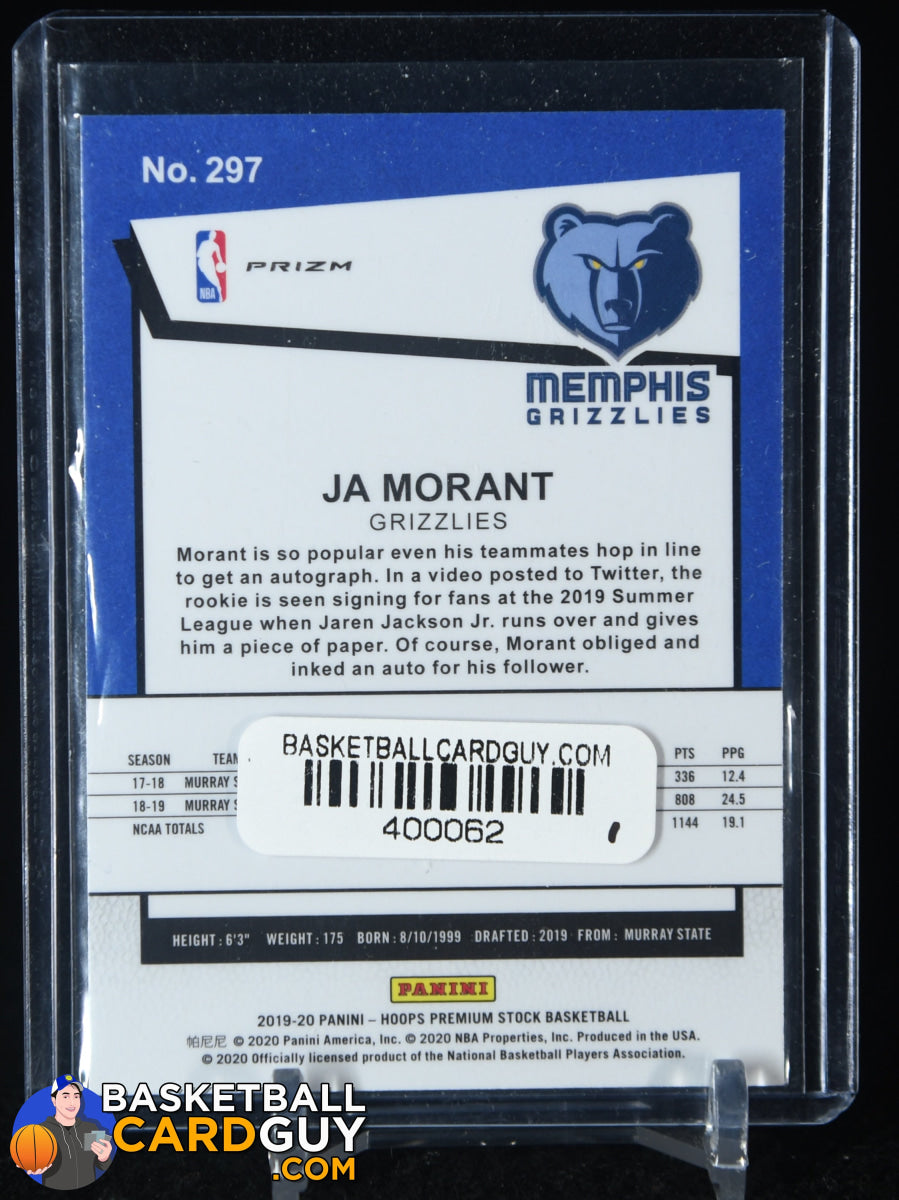 No. 297
NBA
PRIZM
MEMPHIS
GRIZZLIES
JA MORANT
GRIZZLIES
Morant is so popular even his teammates hop in line
to get an autograph. In a video posted to Twitter, the
rookie is seen signing for fans at the 2019 Summer
League when Jaren Jackson Jr. runs over and gives
him a piece of paper. Of course, Morant obliged and
inked an auto for his follower.
SEASON TEAM PTS PPG
17-18 MURRAY S 336 12.4
18-19 MURRAY S 808 24.5
NCAA TOTALS 1144 19.1
BASKETBALLCARDGUY.COM
400062
HEIGHT: 6'3" WEIGHT: 175 BORN: 8/10/1999 DRAFTED: 2019 FROM: MURRAY STATE
PANINI
2019-20 PANINI – HOOPS PREMIUM STOCK BASKETBALL
帕尼尼 © 2020 Panini America, Inc. © 2020 NBA Properties, Inc. Produced in the USA.
© 2020 Officially licensed product of the National Basketball Players Association.
BASKETBALL
CARDGUY
.COM